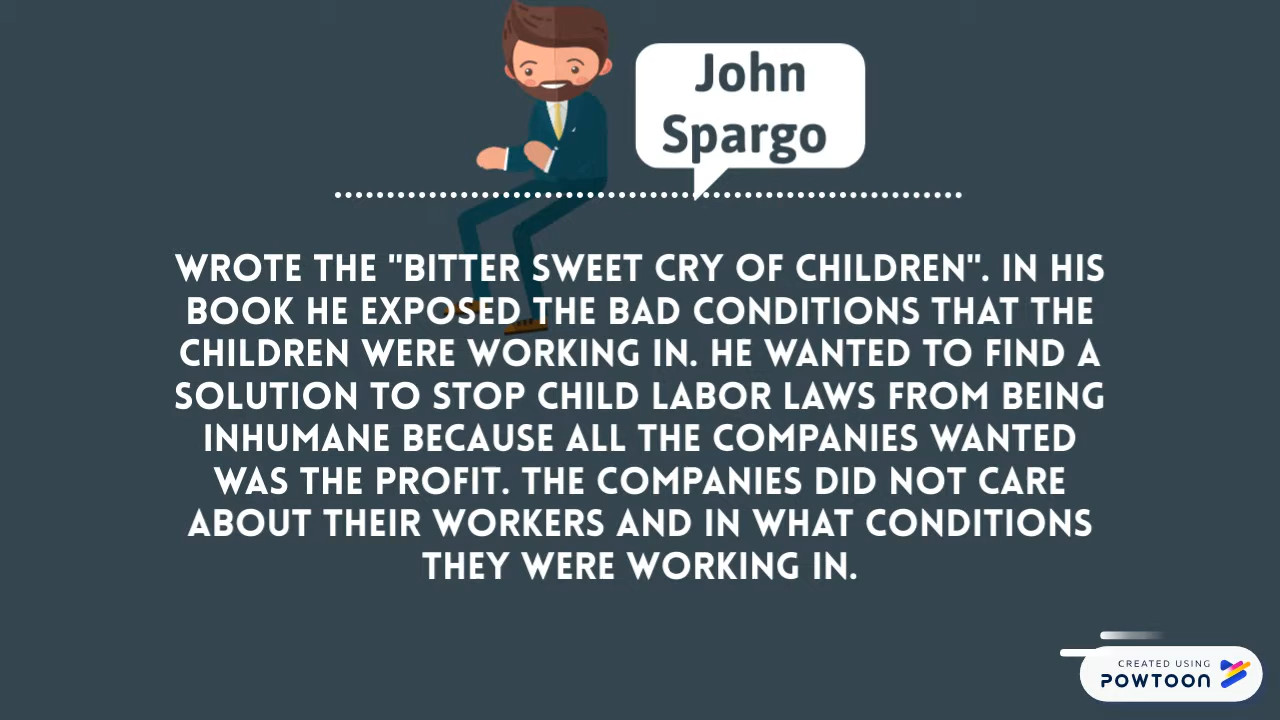 John
Spargo
WROTE THE "BITTER SWEET CRY OF CHILDREN". IN HIS
BOOK HE EXPOSED THE BAD CONDITIONS THAT THE
CHILDREN WERE WORKING IN. HE WANTED TO FIND A
SOLUTION TO STOP CHILD LABOR LAWS FROM BEING
INHUMANE BECAUSE ALL THE COMPANIES WANTED
WAS THE PROFIT. THE COMPANIES DID NOT CARE
ABOUT THEIR WORKERS AND IN WHAT CONDITIONS
THEY WERE WORKING IN.
CREATED USING
POWTOON